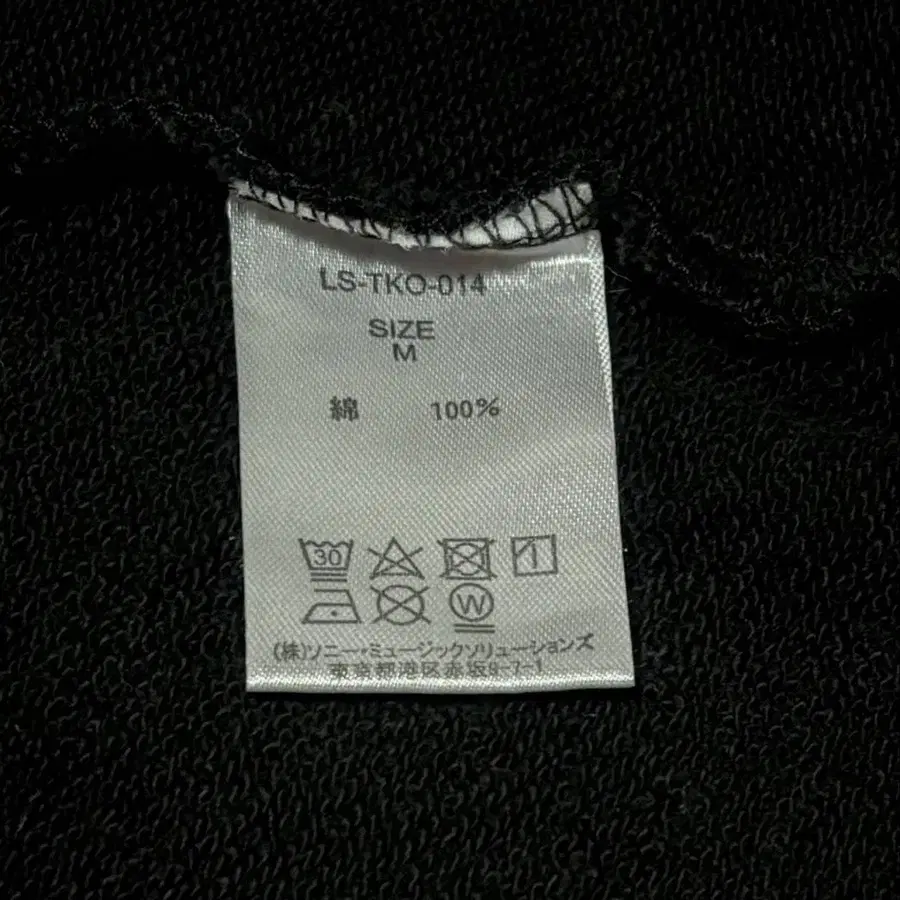 LS-TKO-014
SIZE
M
綿 100%
30
W
(株)ソニー・ミュージックソリューションズ
東京都港区赤坂9-7-1